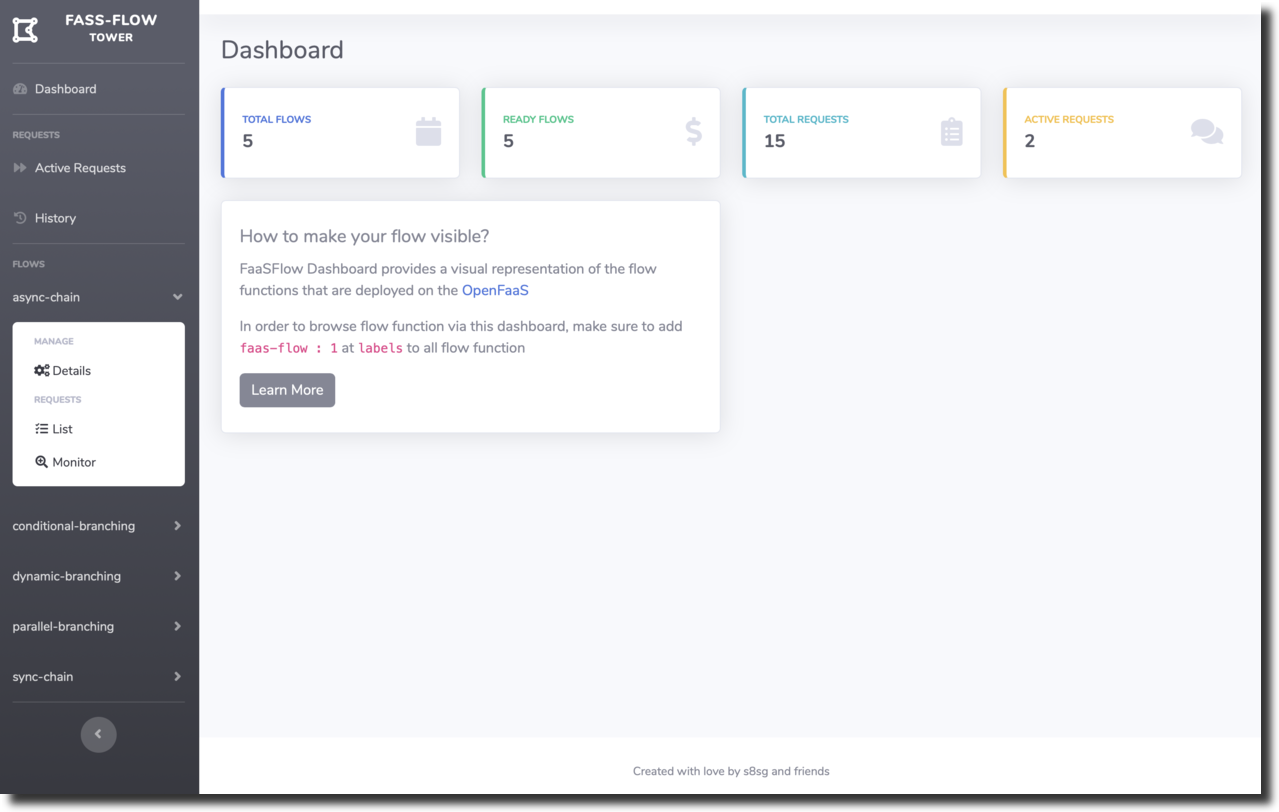 FASS-FLOW
TOWER
Dashboard
REQUESTS
Active Requests
History
FLOWS
async-chain
MANAGE
Details
REQUESTS
List
Monitor
conditional-branching
dynamic-branching
parallel-branching
sync-chain
Dashboard
TOTAL FLOWS
5
READY FLOWS
5
TOTAL REQUESTS
15
ACTIVE REQUESTS
2
How to make your flow visible?
FaaSFlow Dashboard provides a visual representation of the flow
functions that are deployed on the OpenFaaS
In order to browse flow function via this dashboard, make sure to add
faas-flow : 1 at labels to all flow function
Learn More
Created with love by s8sg and friends